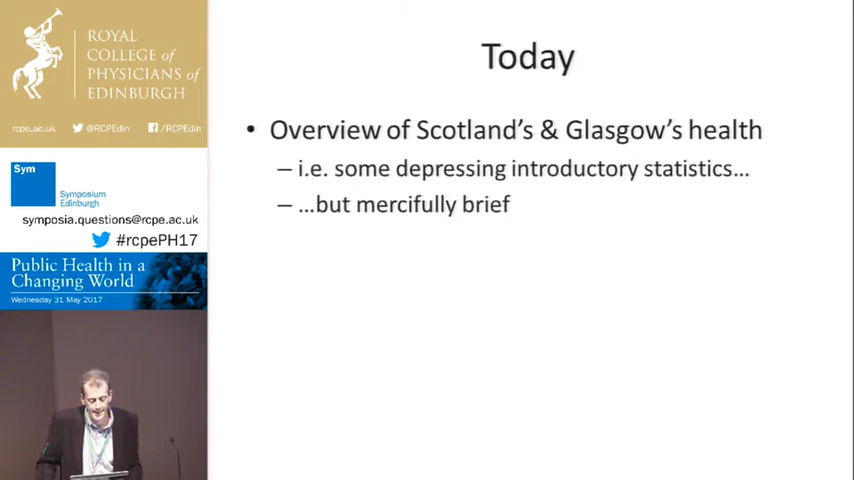 ROYAL
COLLEGE of
PHYSICIANS of
EDINBURGH
rcpe.ac.uk @RCPEdin /RCPEdin
Sym
Symposium
Edinburgh
symposia.questions@rcpe.ac.uk
#rcpePH17
Public Health in a
Changing World
Wednesday 31 May 2017
Today
• Overview of Scotland's & Glasgow's health
– i.e. some depressing introductory statistics...
– ...but mercifully brief